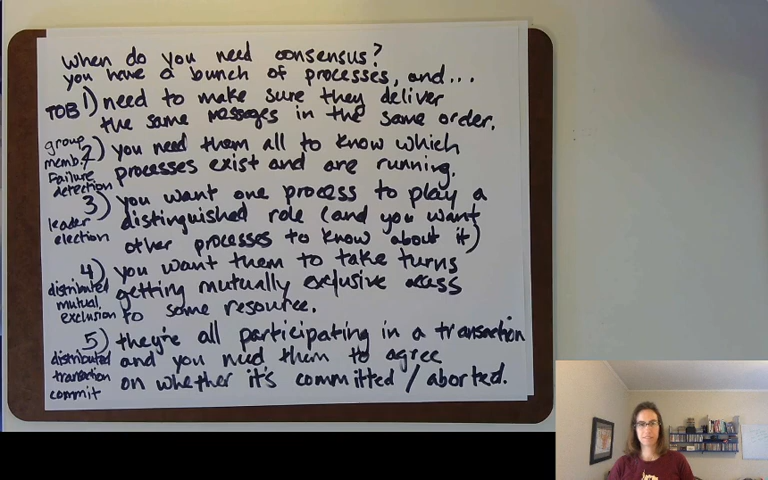 When do you need consensus?
you have a bunch of processes, and...
TOB 1) need to make sure they deliver
the same messages in the same order.
group memb. failure detection 2) you need them all to know which
processes exist and are running.
3) you want one process to play a
leader election distinguished role (and you want
other processes to know about it)
4) you want them to take turns
distributed mutual exclusion getting mutually exclusive access
to some resource.
5) they're all participating in a transaction
distributed transaction commit and you need them to agree
on whether it's committed / aborted.